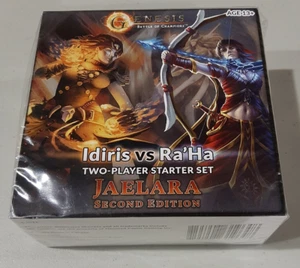 GENESIS
BATTLE OF CHAMPIONS
AGE:13+
Idiris vs Ra'Ha
TWO-PLAYER STARTER SET
JAELARA
SECOND EDITION